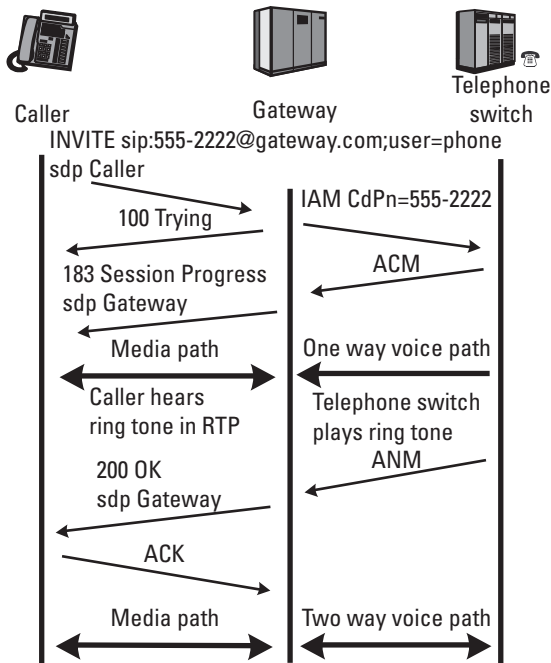 Caller
Gateway
Telephone
switch
INVITE sip:555-2222@gateway.com;user=phone
sdp Caller
IAM CdPn=555-2222
100 Trying
ACM
183 Session Progress
sdp Gateway
Media path
One way voice path
Caller hears
ring tone in RTP
Telephone switch
plays ring tone
ANM
200 OK
sdp Gateway
ACK
Media path
Two way voice path